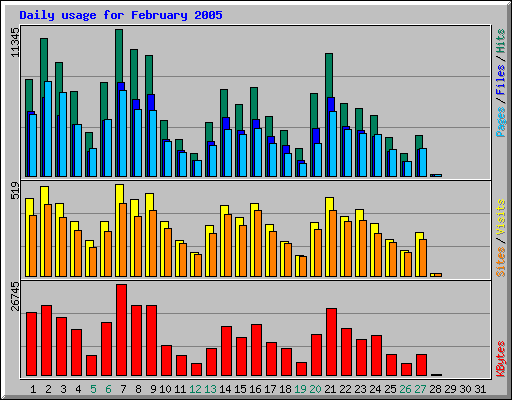 Daily usage for February 2005
11345
Pages / Files / Hits
519
Sites / Visits
26745
KBytes
1 2 3 4 5 6 7 8 9 10 11 12 13 14 15 16 17 18 19 20 21 22 23 24 25 26 27 28 29 30 31